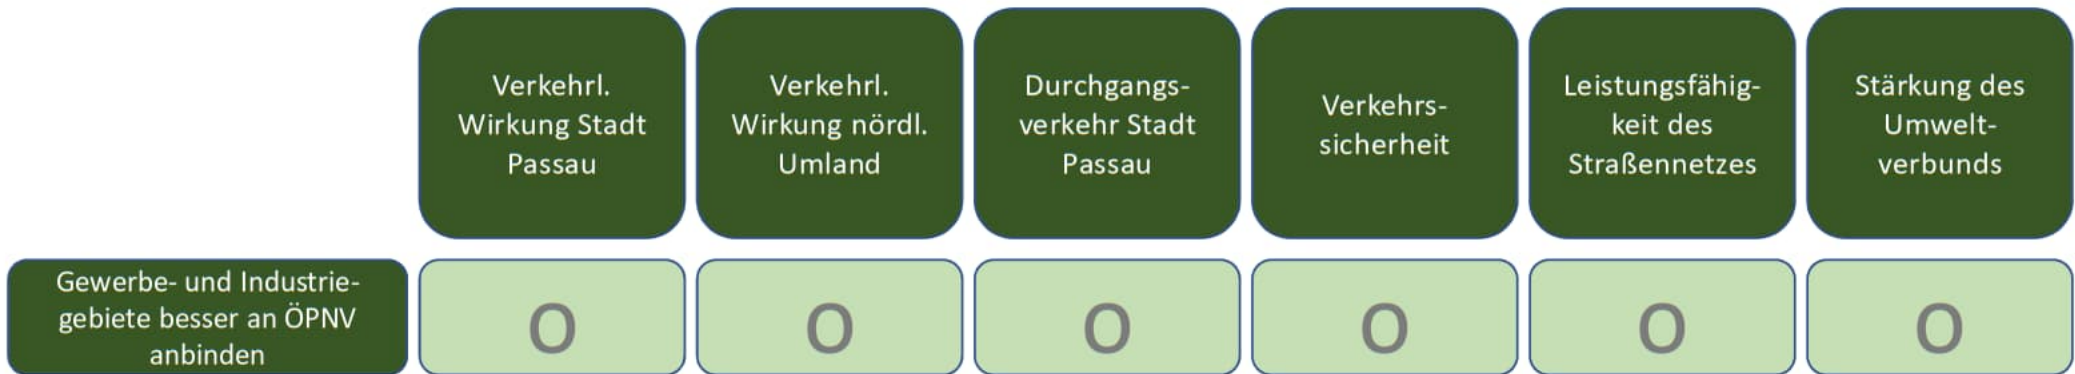 Verkehrl.
Wirkung Stadt
Passau
Verkehrl.
Wirkung nördl.
Umland
Durchgangs-
verkehr Stadt
Passau
Verkehrs-
sicherheit
Leistungsfähig-
keit des
Straßennetzes
Stärkung des
Umwelt-
verbunds
Gewerbe- und Industrie-
gebiete besser an ÖPNV
anbinden
O O O O O O